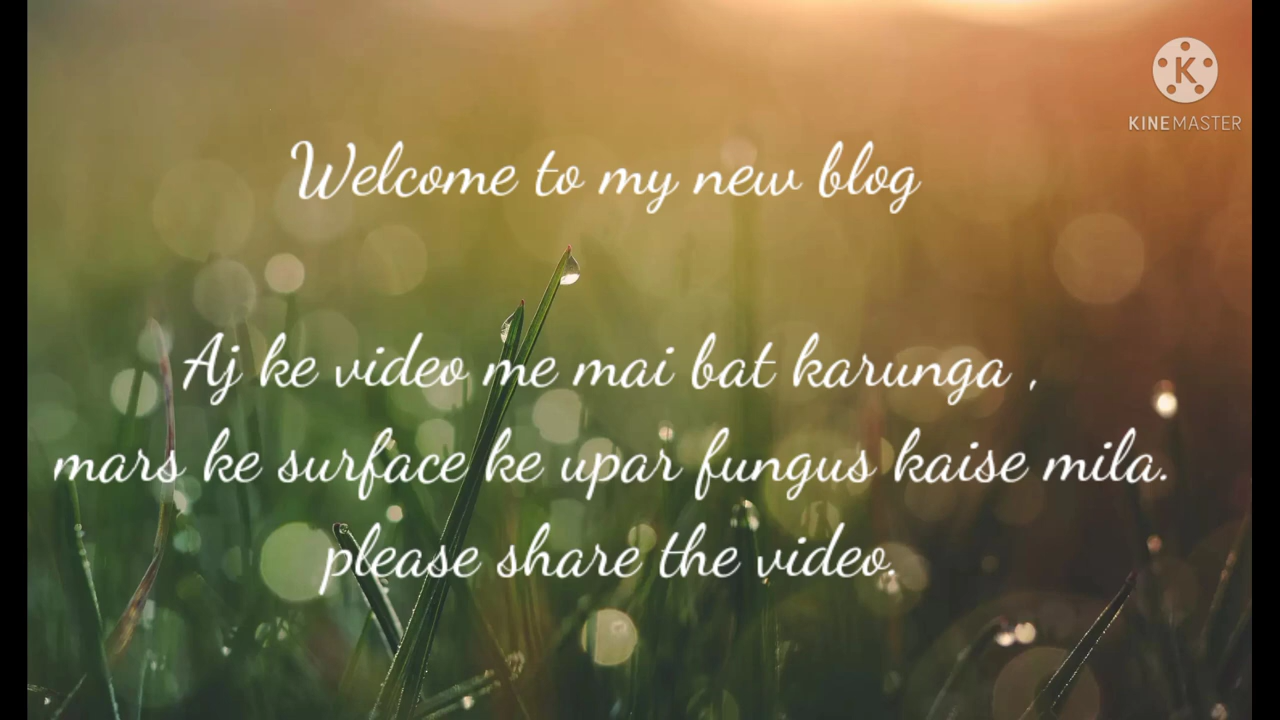 K
KINEMASTER
Welcome to my new blog
Aj ke video me mai bat karunga ,
mars ke surface ke upar fungus kaise mila.
please share the video.